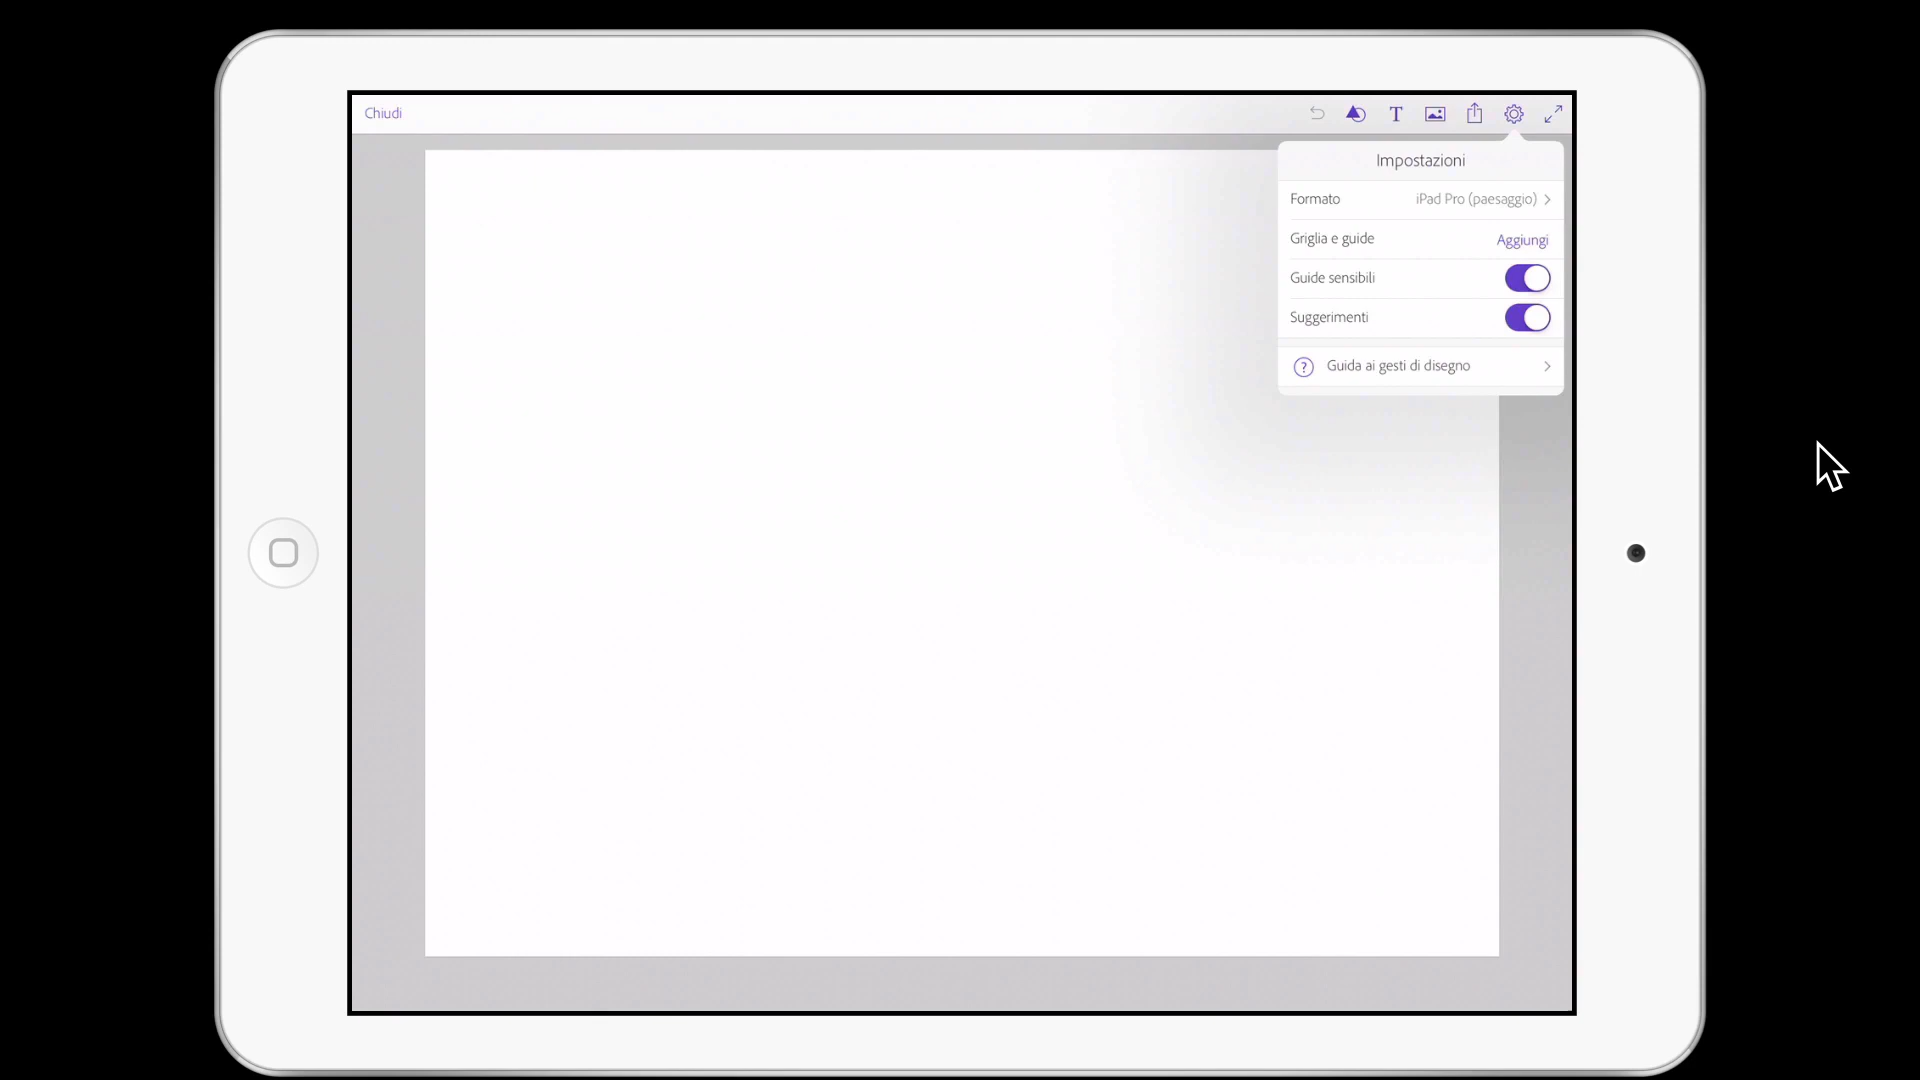 Chiudi
T
Impostazioni
Formato iPad Pro (paesaggio)
Griglia e guide Aggiungi
Guide sensibili
Suggerimenti
? Guida ai gesti di disegno